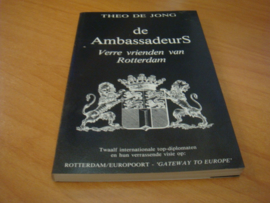 THEO DE JONG
de
AmbassadeurS
Verre vrienden van
Rotterdam
Twaalf internationale top-diplomaten
en hun verrassende visie op:
ROTTERDAM/EUROPOORT - 'GATEWAY TO EUROPE'